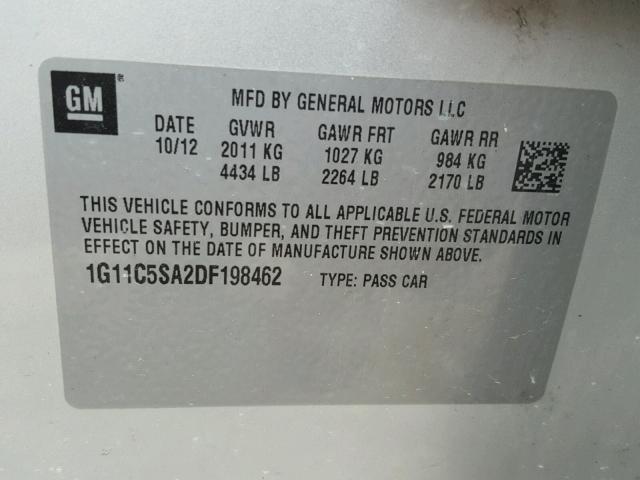 GM
MFD BY GENERAL MOTORS LLC
DATE GVWR GAWR FRT GAWR RR
10/12 2011 KG 1027 KG 984 KG
4434 LB 2264 LB 2170 LB
THIS VEHICLE CONFORMS TO ALL APPLICABLE U.S. FEDERAL MOTOR
VEHICLE SAFETY, BUMPER, AND THEFT PREVENTION STANDARDS IN
EFFECT ON THE DATE OF MANUFACTURE SHOWN ABOVE.
1G11C5SA2DF198462 TYPE: PASS CAR